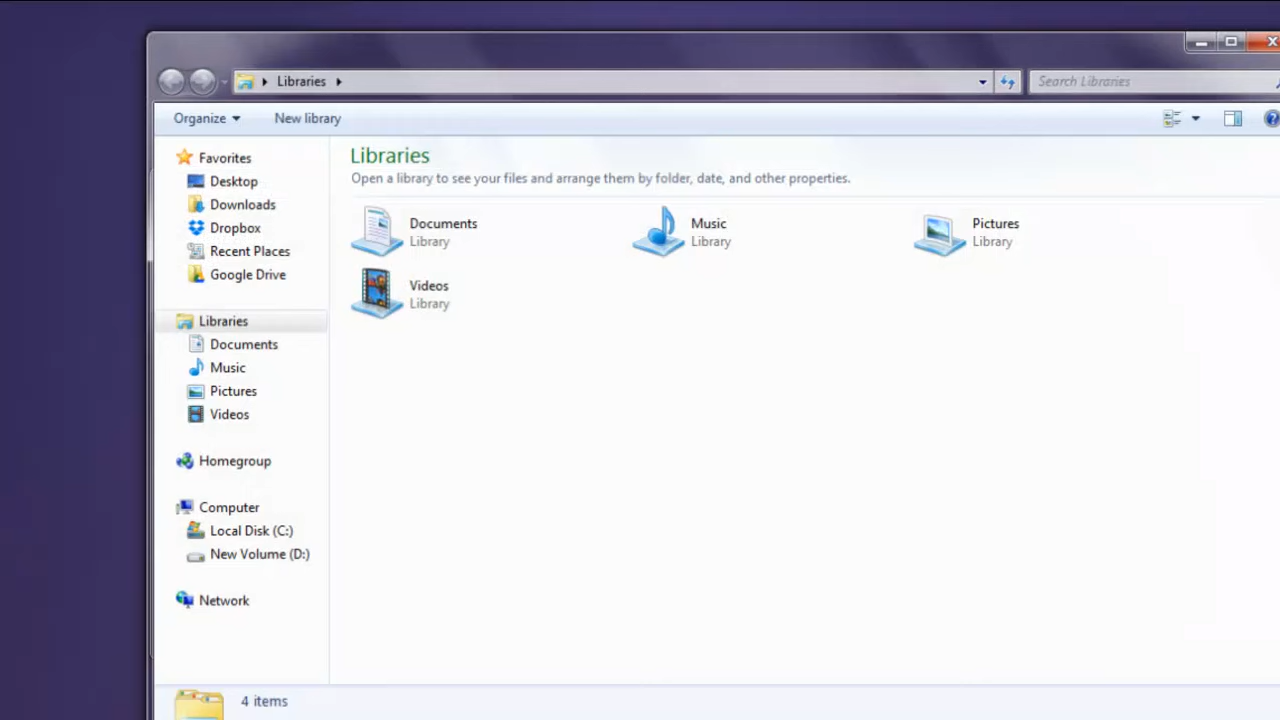 Libraries
Search Libraries
Organize
New library
Favorites
Desktop
Downloads
Dropbox
Recent Places
Google Drive
Libraries
Documents
Music
Pictures
Videos
Homegroup
Computer
Local Disk (C:)
New Volume (D:)
Network
Libraries
Open a library to see your files and arrange them by folder, date, and other properties.
Documents
Library
Music
Library
Pictures
Library
Videos
Library
4 items